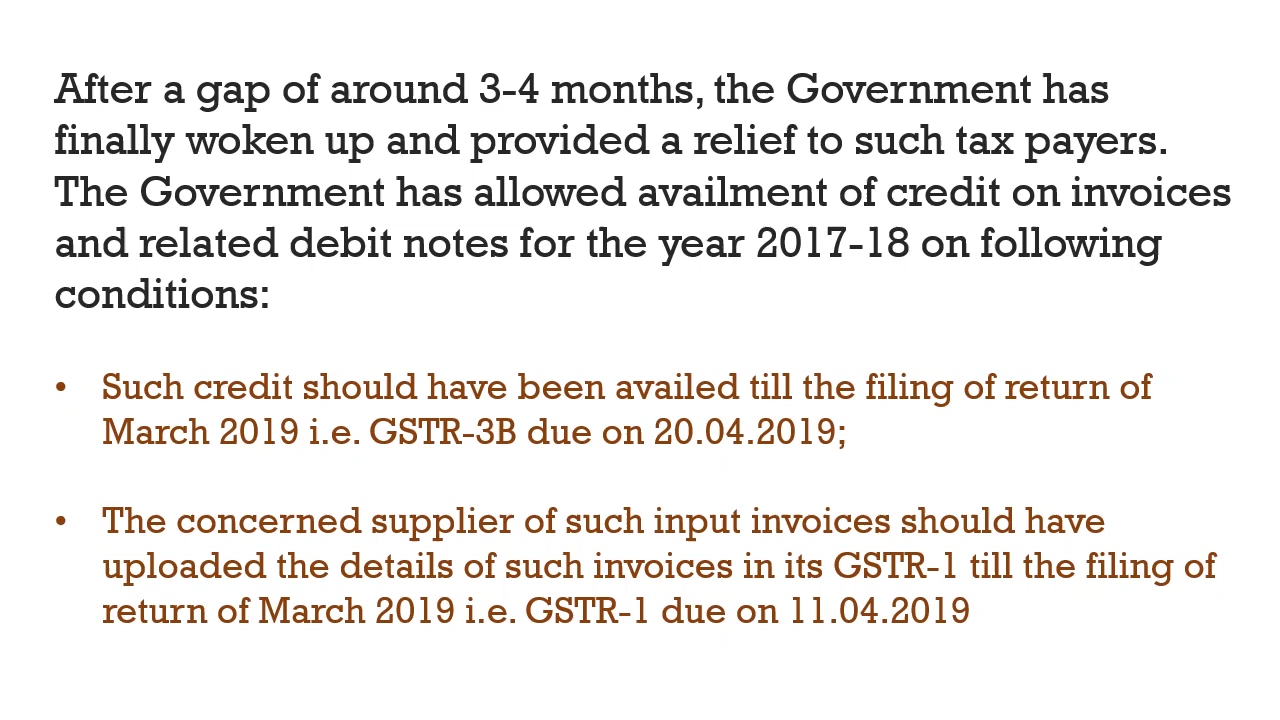 After a gap of around 3-4 months, the Government has
finally woken up and provided a relief to such tax payers.
The Government has allowed availment of credit on invoices
and related debit notes for the year 2017-18 on following
conditions:
• Such credit should have been availed till the filing of return of
March 2019 i.e. GSTR-3B due on 20.04.2019;
• The concerned supplier of such input invoices should have
uploaded the details of such invoices in its GSTR-1 till the filing of
return of March 2019 i.e. GSTR-1 due on 11.04.2019